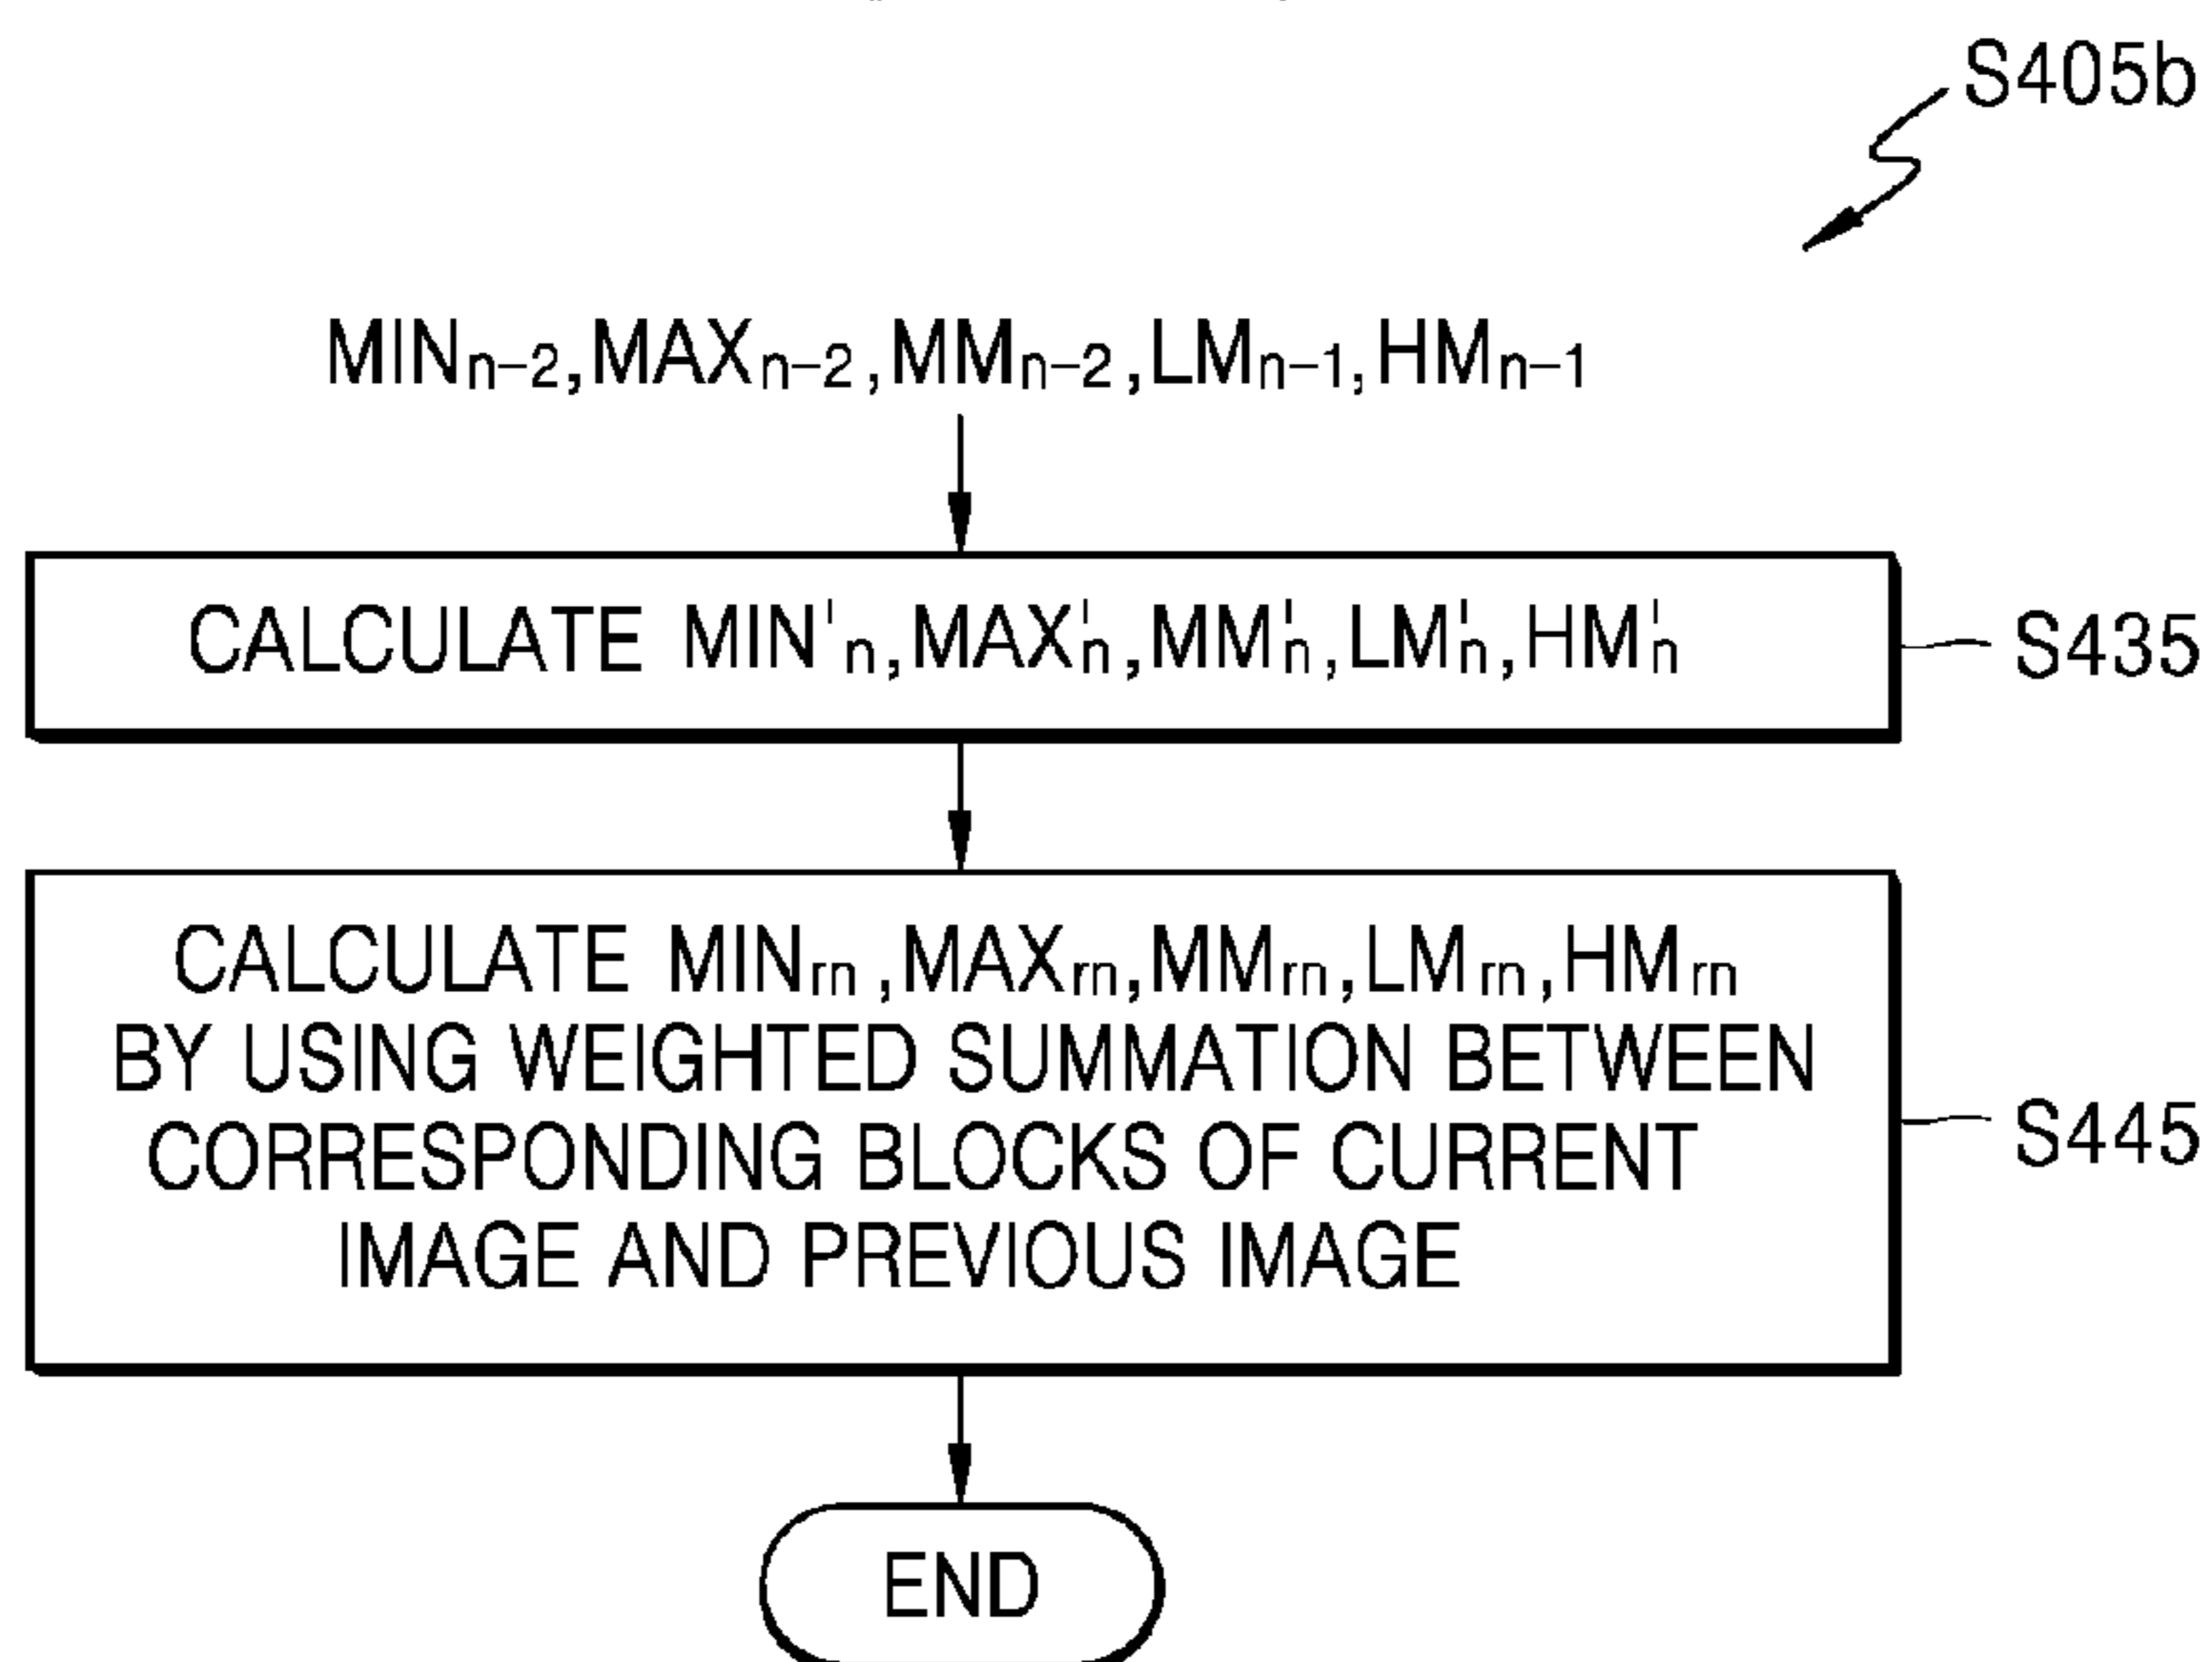 S405b
MINn-2,MAXn-2,MMn-2,LMn-1,HMn-1
CALCULATE MIN'n,MAX'n,MM'n,LM'n,HM'n
S435
CALCULATE MINrn,MAXrn,MMrn,LMrn,HMrn
BY USING WEIGHTED SUMMATION BETWEEN
CORRESPONDING BLOCKS OF CURRENT
IMAGE AND PREVIOUS IMAGE
S445
END